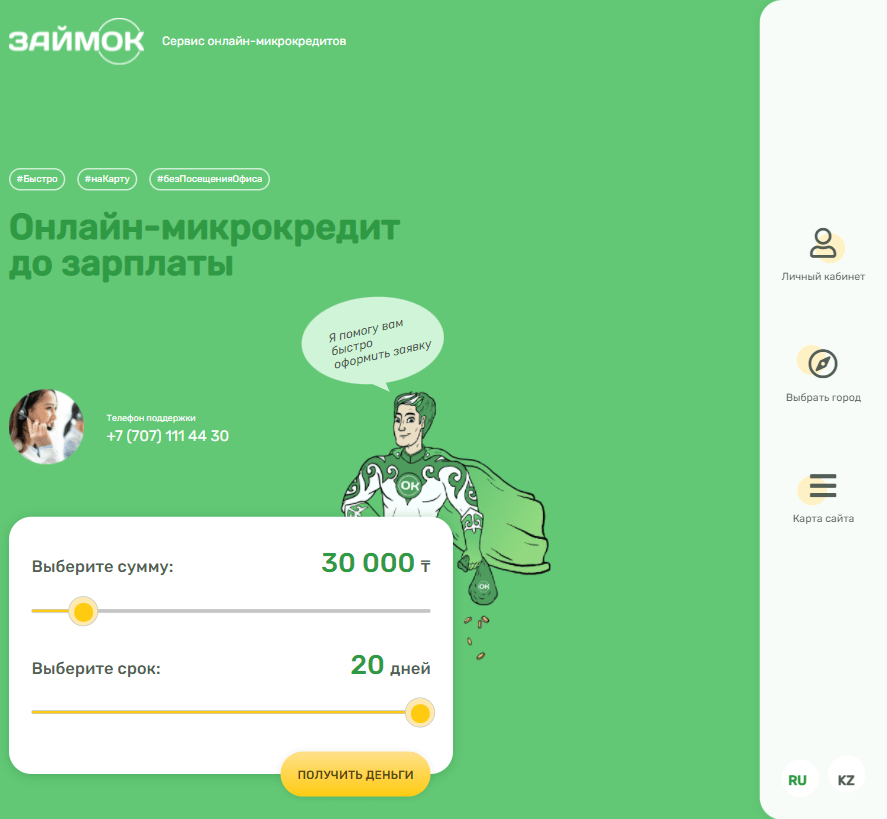 ЗАЙМОК
Сервис онлайн-микрокредитов
#Быстро
#наКарту
#безПосещенияОфиса
Онлайн-микрокредит
до зарплаты
Я помогу вам
быстро
оформить заявку
Телефон поддержки
+7 (707) 111 44 30
ОК
ОК
Выберите сумму:
30 000 ₸
Выберите срок:
20 дней
ПОЛУЧИТЬ ДЕНЬГИ
Личный кабинет
Выбрать город
Карта сайта
RU
KZ